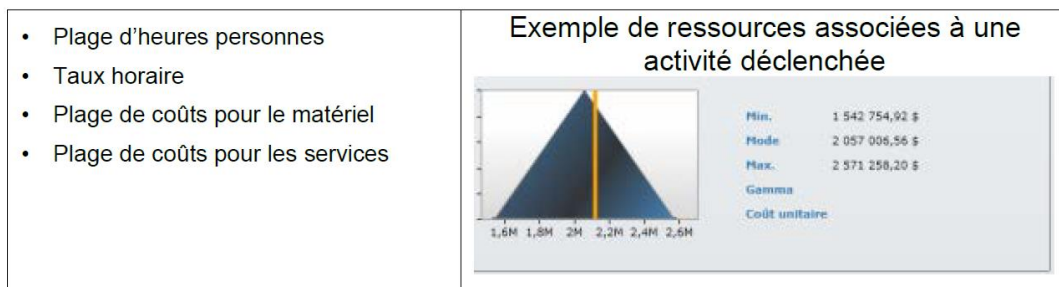 • Plage d'heures personnes
• Taux horaire
• Plage de coûts pour le matériel
• Plage de coûts pour les services
Exemple de ressources associées à une
activité déclenchée
Min. 1 542 754,92 $
Mode 2 057 006,56 $
Max. 2 571 258,20 $
Gamma
Coût unitaire
1,6M 1,8M 2M 2,2M 2,4M 2,6M